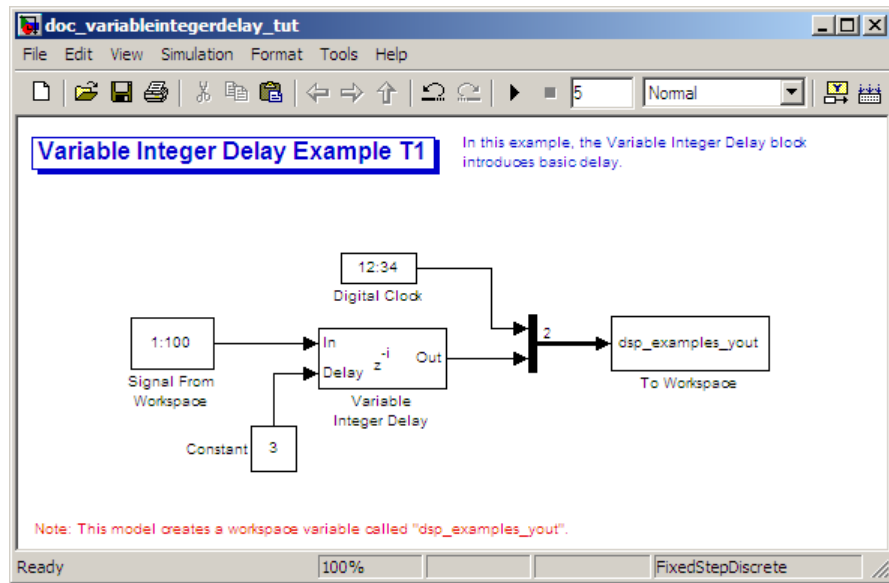 doc_variableintegerdelay_tut
File Edit View Simulation Format Tools Help
5 Normal
Variable Integer Delay Example T1
In this example, the Variable Integer Delay block
introduces basic delay.
12:34
Digital Clock
1:100
Signal From
Workspace
In
Delay
z-i
Out
Variable
Integer Delay
Constant
3
2
dsp_examples_yout
To Workspace
Note: This model creates a workspace variable called "dsp_examples_yout".
Ready 100% FixedStepDiscrete